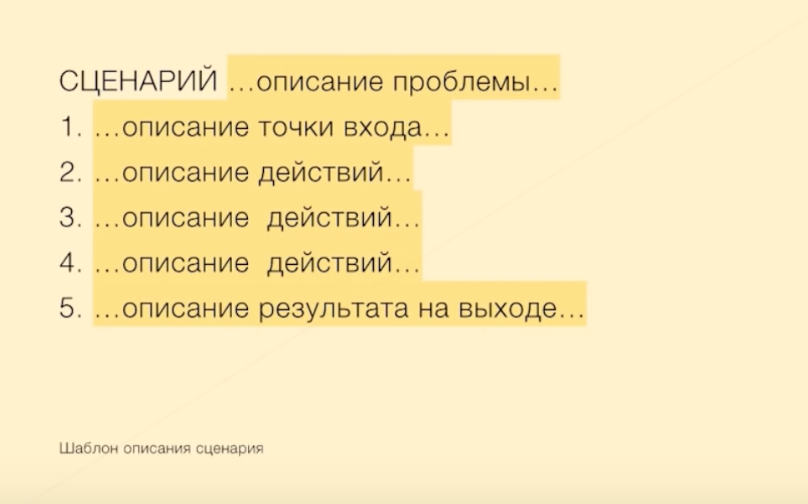 СЦЕНАРИЙ …описание проблемы…
1. …описание точки входа…
2. …описание действий…
3. …описание  действий…
4. …описание  действий…
5. …описание результата на выходе…
Шаблон описания сценария